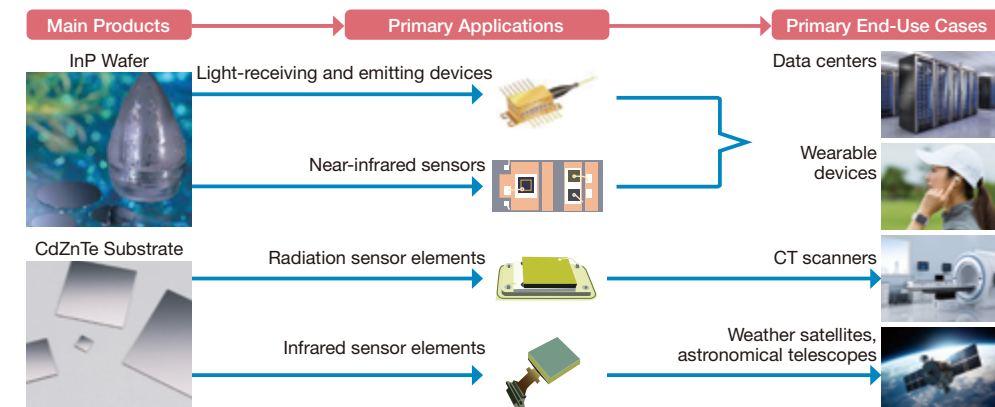 Main Products
Primary Applications
Primary End-Use Cases
InP Wafer
Light-receiving and emitting devices
Data centers
Near-infrared sensors
Wearable
devices
CdZnTe Substrate
Radiation sensor elements
CT scanners
Infrared sensor elements
Weather satellites,
astronomical telescopes